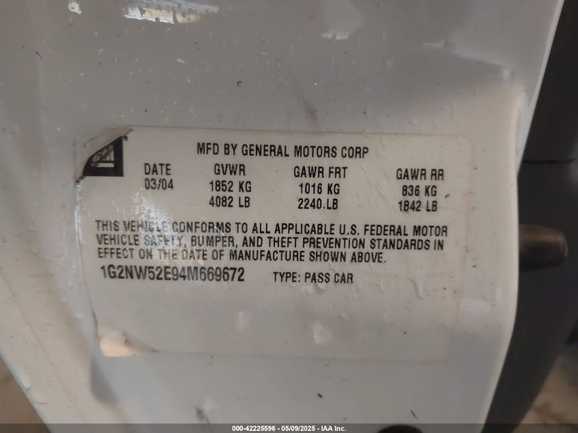 MFD BY GENERAL MOTORS CORP
DATE GVWR GAWR FRT GAWR RR
03/04 1852 KG 1016 KG 836 KG
4082 LB 2240 LB 1842 LB
THIS VEHICLE CONFORMS TO ALL APPLICABLE U.S. FEDERAL MOTOR
VEHICLE SAFETY, BUMPER, AND THEFT PREVENTION STANDARDS IN
EFFECT ON THE DATE OF MANUFACTURE SHOWN ABOVE.
1G2NW52E94M669672 TYPE: PASS CAR
000-42225596 - 05/09/2025 - IAA Inc.